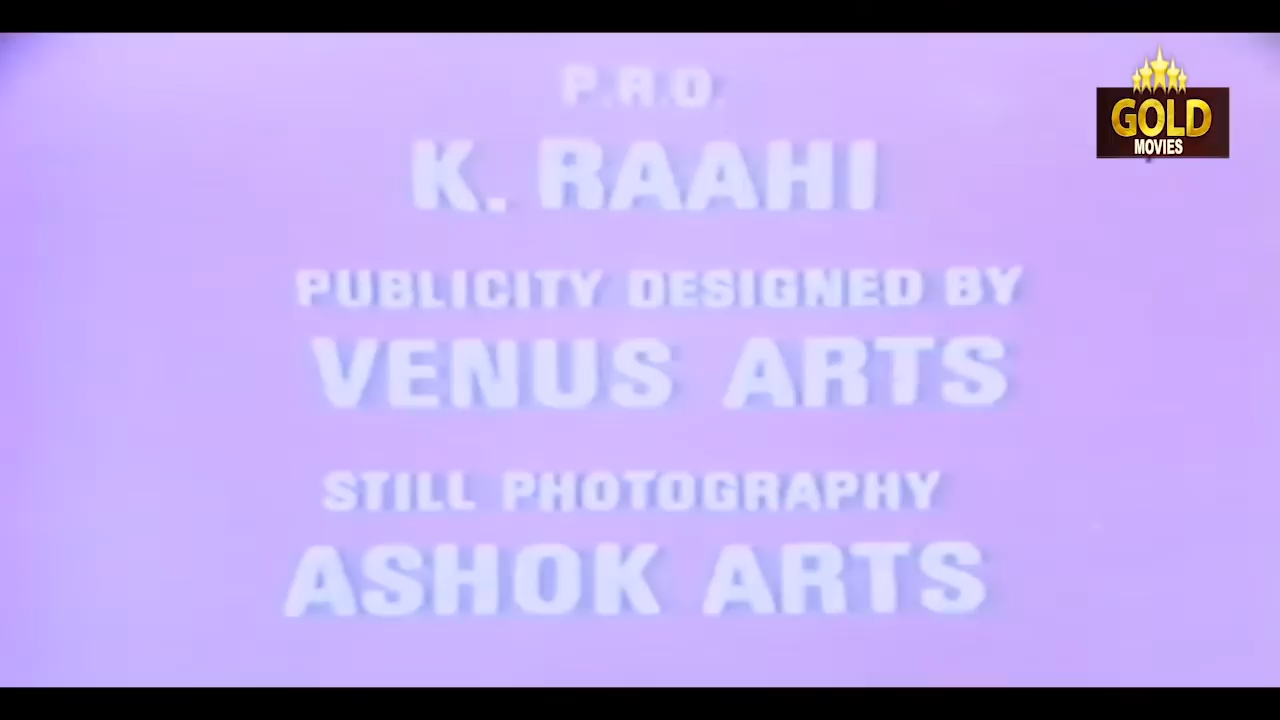 P.R.O.
K. RAAHI
PUBLICITY DESIGNED BY
VENUS ARTS
STILL PHOTOGRAPHY
ASHOK ARTS
GOLD
MOVIES